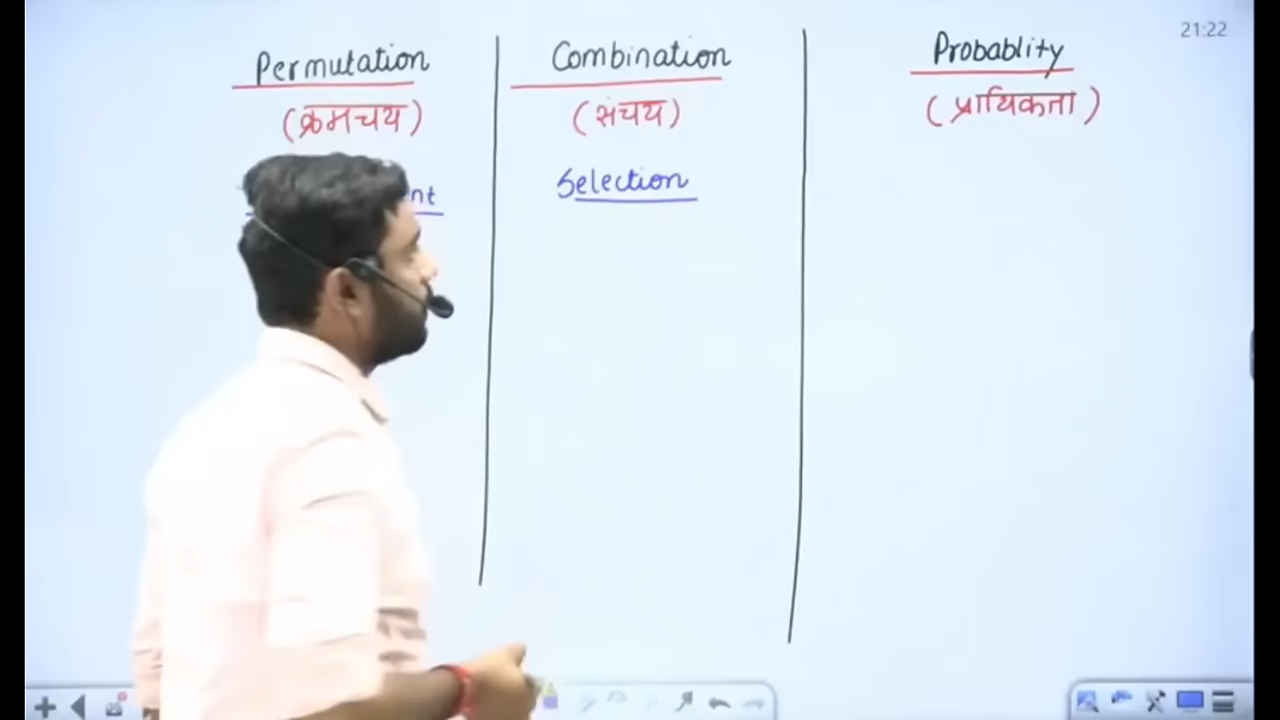 21:22
Permutation
(क्रमचय)
Combination
(संचय)
Selection
Probablity
(प्रायिकता)